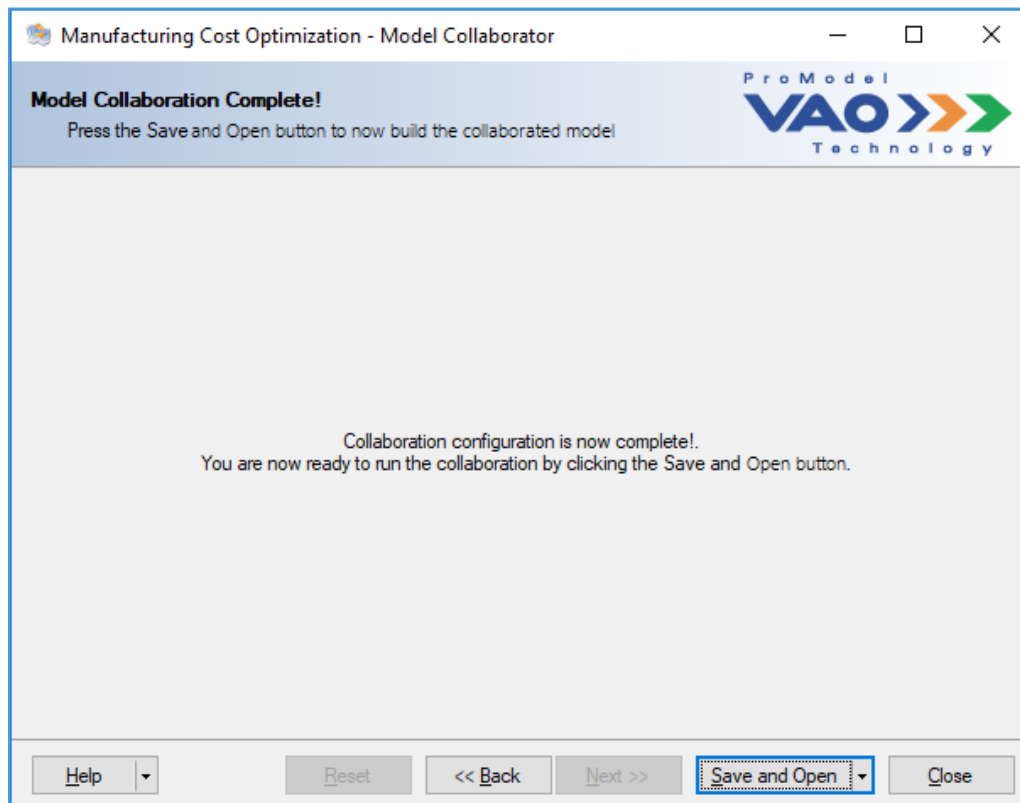 Manufacturing Cost Optimization - Model Collaborator
Model Collaboration Complete!
Press the Save and Open button to now build the collaborated model
ProModel
VAO
Technology
Collaboration configuration is now complete!.
You are now ready to run the collaboration by clicking the Save and Open button.
Help
Reset
<< Back
Next >>
Save and Open
Close